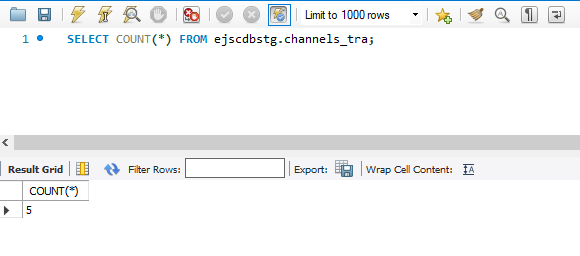 Limit to 1000 rows
1 SELECT COUNT(*) FROM ejscdbstg.channels_tra;
Result Grid Filter Rows: Export: Wrap Cell Content:
COUNT(*)
5